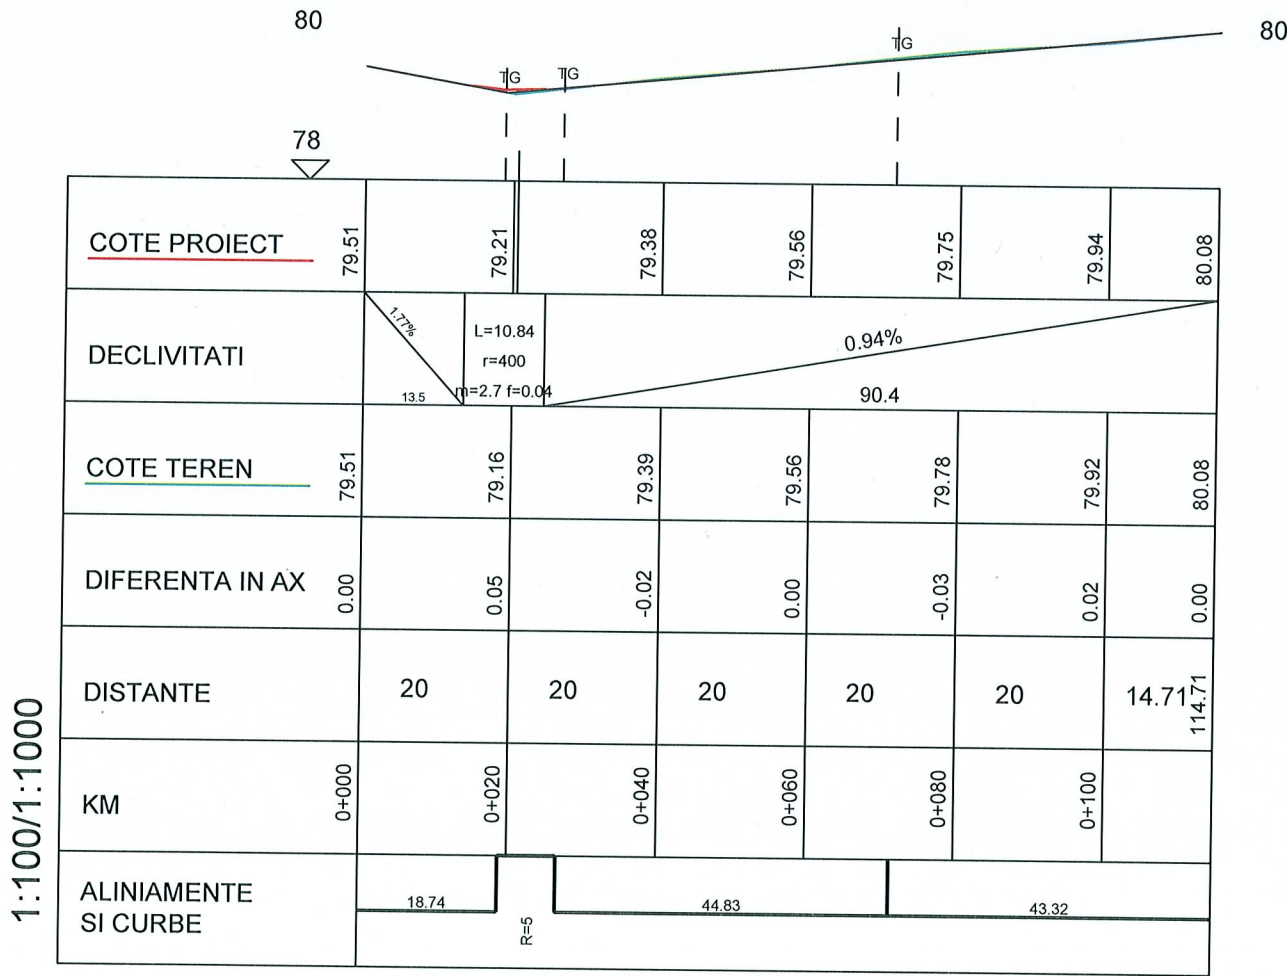 80
80
TG
TG
TG
78
COTE PROIECT 79.51 79.21 79.38 79.56 79.75 79.94 80.08
DECLIVITATI
1.77%
13.5
L=10.84
r=400
m=2.7 f=0.04
0.94%
90.4
COTE TEREN 79.51 79.16 79.39 79.56 79.78 79.92 80.08
DIFERENTA IN AX 0.00 0.05 -0.02 0.00 -0.03 0.02 0.00
DISTANTE 20 20 20 20 20 14.71 114.71
KM 0+000 0+020 0+040 0+060 0+080 0+100
ALINIAMENTE
SI CURBE
18.74
R=5
44.83
43.32
1:100/1:1000